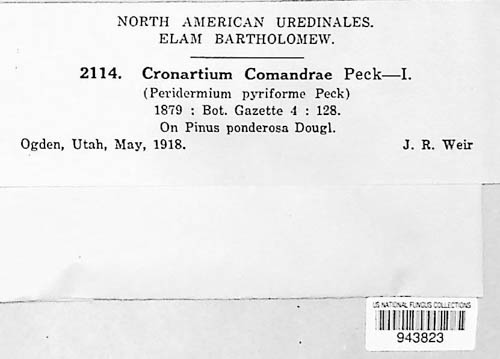 NORTH AMERICAN UREDINALES.
ELAM BARTHOLOMEW.
2114. Cronartium Comandrae Peck—I.
(Peridermium pyriforme Peck)
1879 : Bot. Gazette 4 : 128.
On Pinus ponderosa Dougl.
Ogden, Utah, May, 1918. J. R. Weir
US NATIONAL FUNGUS COLLECTIONS
943823